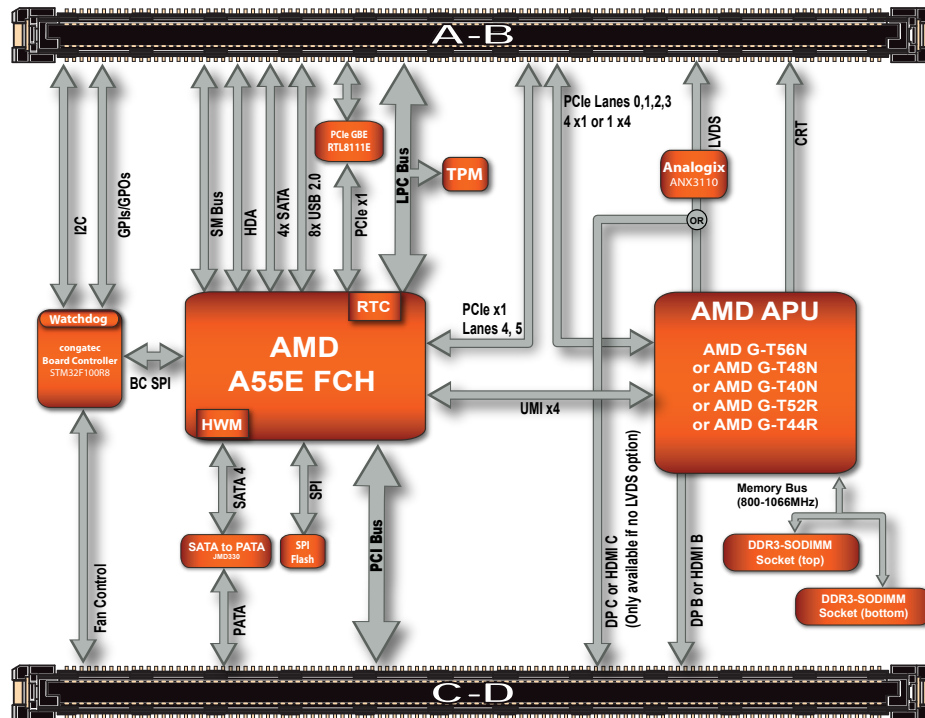 A-B
I2C
GPIs/GPOs
SM Bus
HDA
4x SATA
8x USB 2.0
PCIe GBE
RTL8111E
PCIe x1
LPC Bus
TPM
PCIe Lanes 0,1,2,3
4 x1 or 1 x4
LVDS
Analogix
ANX3110
OR
CRT
Watchdog
congatec
Board Controller
STM32F100R8
BC SPI
RTC
AMD
A55E FCH
HWM
PCIe x1
Lanes 4, 5
UMI x4
AMD APU
AMD G-T56N
or AMD G-T48N
or AMD G-T40N
or AMD G-T52R
or AMD G-T44R
Memory Bus
(800-1066MHz)
DDR3-SODIMM
Socket (top)
DDR3-SODIMM
Socket (bottom)
Fan Control
SATA 4
SATA to PATA
JMD330
PATA
SPI
SPI
Flash
PCI Bus
DP C or HDMI C
(Only available if no LVDS option)
DP B or HDMI B
C-D